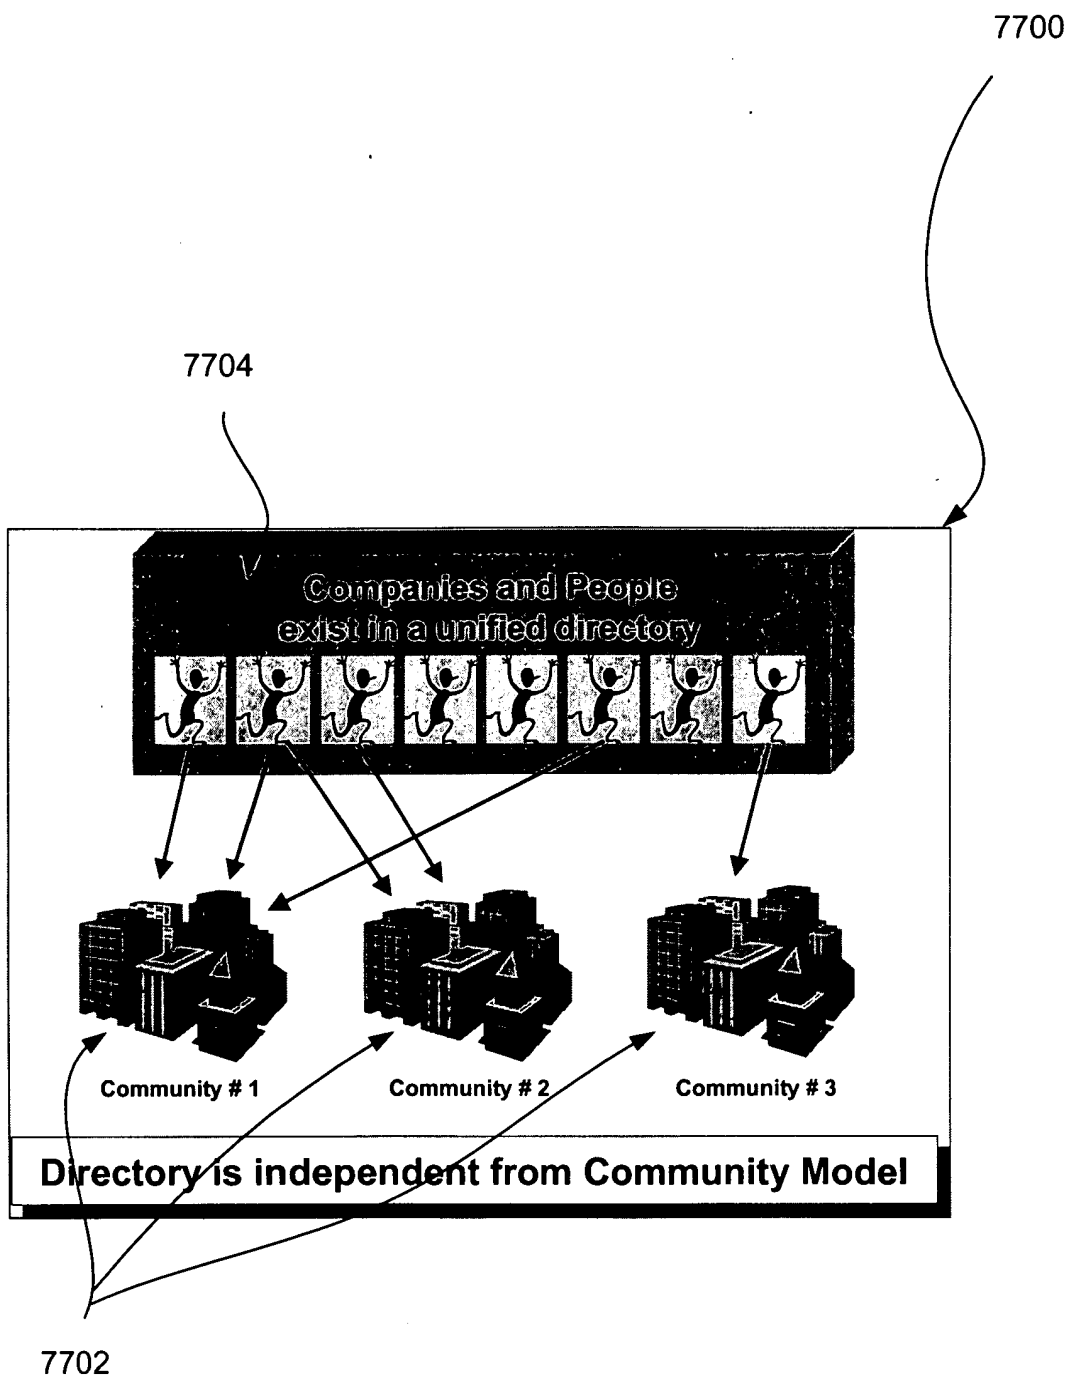 7700
7704
Companies and People
exist in a unified directory
Community # 1
Community # 2
Community # 3
Directory is independent from Community Model
7702